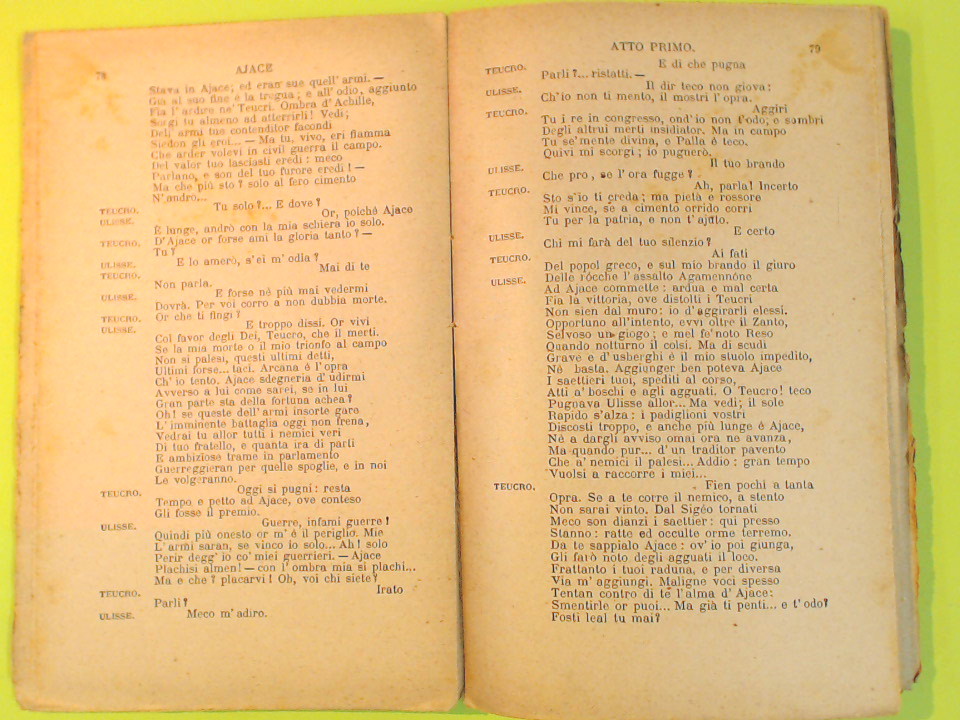 78
AJACE
Stava in Ajace, ed eran sue quell'armi. —
Già al suo fine è la tregua; e all'odio, aggiunto
Fia l'ardire ne' Teucri. Ombra d'Achille,
Sorgi tu almeno ad atterrirli! Vedi;
Dell'armi tue contenditor facondi
Siedon gli eroi... — Ma tu, vivo, eri fiamma
Che arder volevi in civil guerra il campo.
Del valor tuo lasciasti eredi: meco
Parlano, e son del tuo furore eredi! —
Ma che più sto? solo al fero cimento
N'andrò...
TEUCRO. Tu solo?... E dove?
ULISSE. Or, poichè Ajace
È lunge, andrò con la mia schiera io solo.
TEUCRO. D'Ajace or forse ami la gloria tanto? —
Tu?
ULISSE. E lo amerò, s'ei m'odia?
TEUCRO. Mai di te
Non parla.
ULISSE. E forse nè più mai vedermi
Dovrà. Per voi corro a non dubbia morte.
TEUCRO. Or che ti fingi?
ULISSE. E troppo dissi. Or vivi
Col favor degli Dei, Teucro, che il merti.
Se la mia morte o il mio trionfo al campo
Non si palesi, questi ultimi detti,
Ultimi forse... taci. Arcana è l'opra
Ch'io tento. Ajace sdegneria d'udirmi
Avverso a lui come sarei, se in lui
Gran parte sta della fortuna achea?
Oh! se queste dell'armi insorte gare
L'imminente battaglia oggi non frena,
Vedrai tu allor tutti i nemici veri
Di tuo fratello, e quanta ira di parti
E ambiziose trame in parlamento
Guerreggieran per quelle spoglie, e in noi
Le volgeranno.
TEUCRO. Oggi si pugni: resta
Tempo e petto ad Ajace, ove conteso
Gli fosse il premio.
ULISSE. Guerre, infami guerre!
Quindi più onesto or m'è il periglio. Mie
L'armi saran, se vinco io solo... Ah! solo
Perir degg'io co' miei guerrieri. — Ajace
Plachisi almen! — con l'ombra mia si plachi...
Ma e che? placarvi! Oh, voi chi siete?
TEUCRO. Irato
Parli?
ULISSE. Meco m'adiro.
ATTO PRIMO.
79
TEUCRO. E di che pugna
Parli?... ristatti. —
ULISSE. Il dir teco non giova:
Ch'io non ti mento, il mostri l'opra.
TEUCRO. Aggiri
Tu i re in congresso, ond'io non t'odo; e sembri
Degli altrui merti insidiator. Ma in campo
Tu se' mente divina, e Palla è teco.
Quivi mi scorgi; io pugnerò.
ULISSE. Il tuo brando
Che pro, se l'ora fugge?
TEUCRO. Ah, parla! Incerto
Sto s'io ti creda; ma pietà e rossore
Mi vince, se a cimento orrido corri
Tu per la patria, e non t'ajuto.
ULISSE. E certo
Chi mi farà del tuo silenzio?
TEUCRO. Ai fati
Del popol greco, e sul mio brando il giuro
ULISSE. Delle ròcche l'assalto Agamennóne
Ad Ajace commette: ardua e mal certa
Fia la vittoria, ove distolti i Teucri
Non sien dal muro: io d'aggirarli elessi.
Opportuno all'intento, evvi oltre il Zanto,
Selvoso un giogo; e mel fe' noto Reso
Quando notturno il colsi. Ma di scudi
Grave e d'usberghi è il mio stuolo impedito,
Nè basta. Aggiunger ben poteva Ajace
I saettieri tuoi, spediti al corso,
Atti a' boschi e agli agguati. O Teucro! teco
Pugnava Ulisse allor... Ma vedi; il sole
Rapido s'alza: i padiglioni vostri
Discosti troppo, e anche più lunge è Ajace,
Nè a dargli avviso omai ora ne avanza,
Ma quando pur... d'un traditor pavento
Che a' nemici il palesi... Addio: gran tempo
Vuolsi a raccorre i miei...
TEUCRO. Fien pochi a tanta
Opra. Se a te corre il nemico, a stento
Non sarai vinto. Dal Sigéo tornati
Meco son dianzi i saettier: qui presso
Stanno: ratto ed occulte orme terremo.
Da te sappialo Ajace: ov'io poi giunga,
Gli farò noto degli agguati il loco.
Frattanto i tuoi raduna, e per diversa
Via m'aggiungi. Maligne voci spesso
Tentan contro di te l'alma d'Ajace:
Smentirle or puoi... Ma già ti penti... e t'odo?
Fosti leal tu mai?